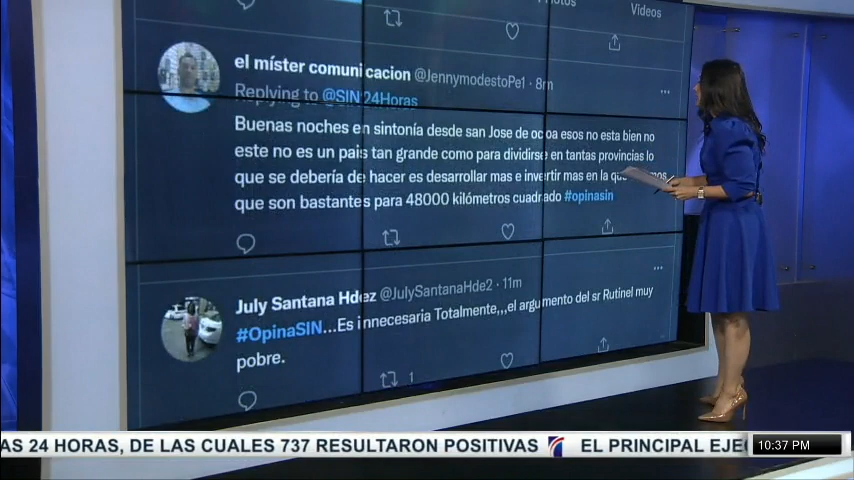 Videos
el míster comunicacion @JennymodestoPe1 · 8m
Replying to @SIN24Horas
Buenas noches en sintonía desde san Jose de ocoa esos no esta bien no
este no es un pais tan grande como para dividirse en tantas provincias lo
que se debería de hacer es desarrollar mas e invertir mas en la
que son bastantes para 48000 kilómetros cuadrado #opinasin
July Santana Hdez @JulySantanaHde2 · 11m
#OpinaSIN...Es innecesaria Totalmente,,,el argumento del sr Rutinel muy
pobre.
1
AS 24 HORAS, DE LAS CUALES 737 RESULTARON POSITIVAS EL PRINCIPAL EJE
10:37 PM